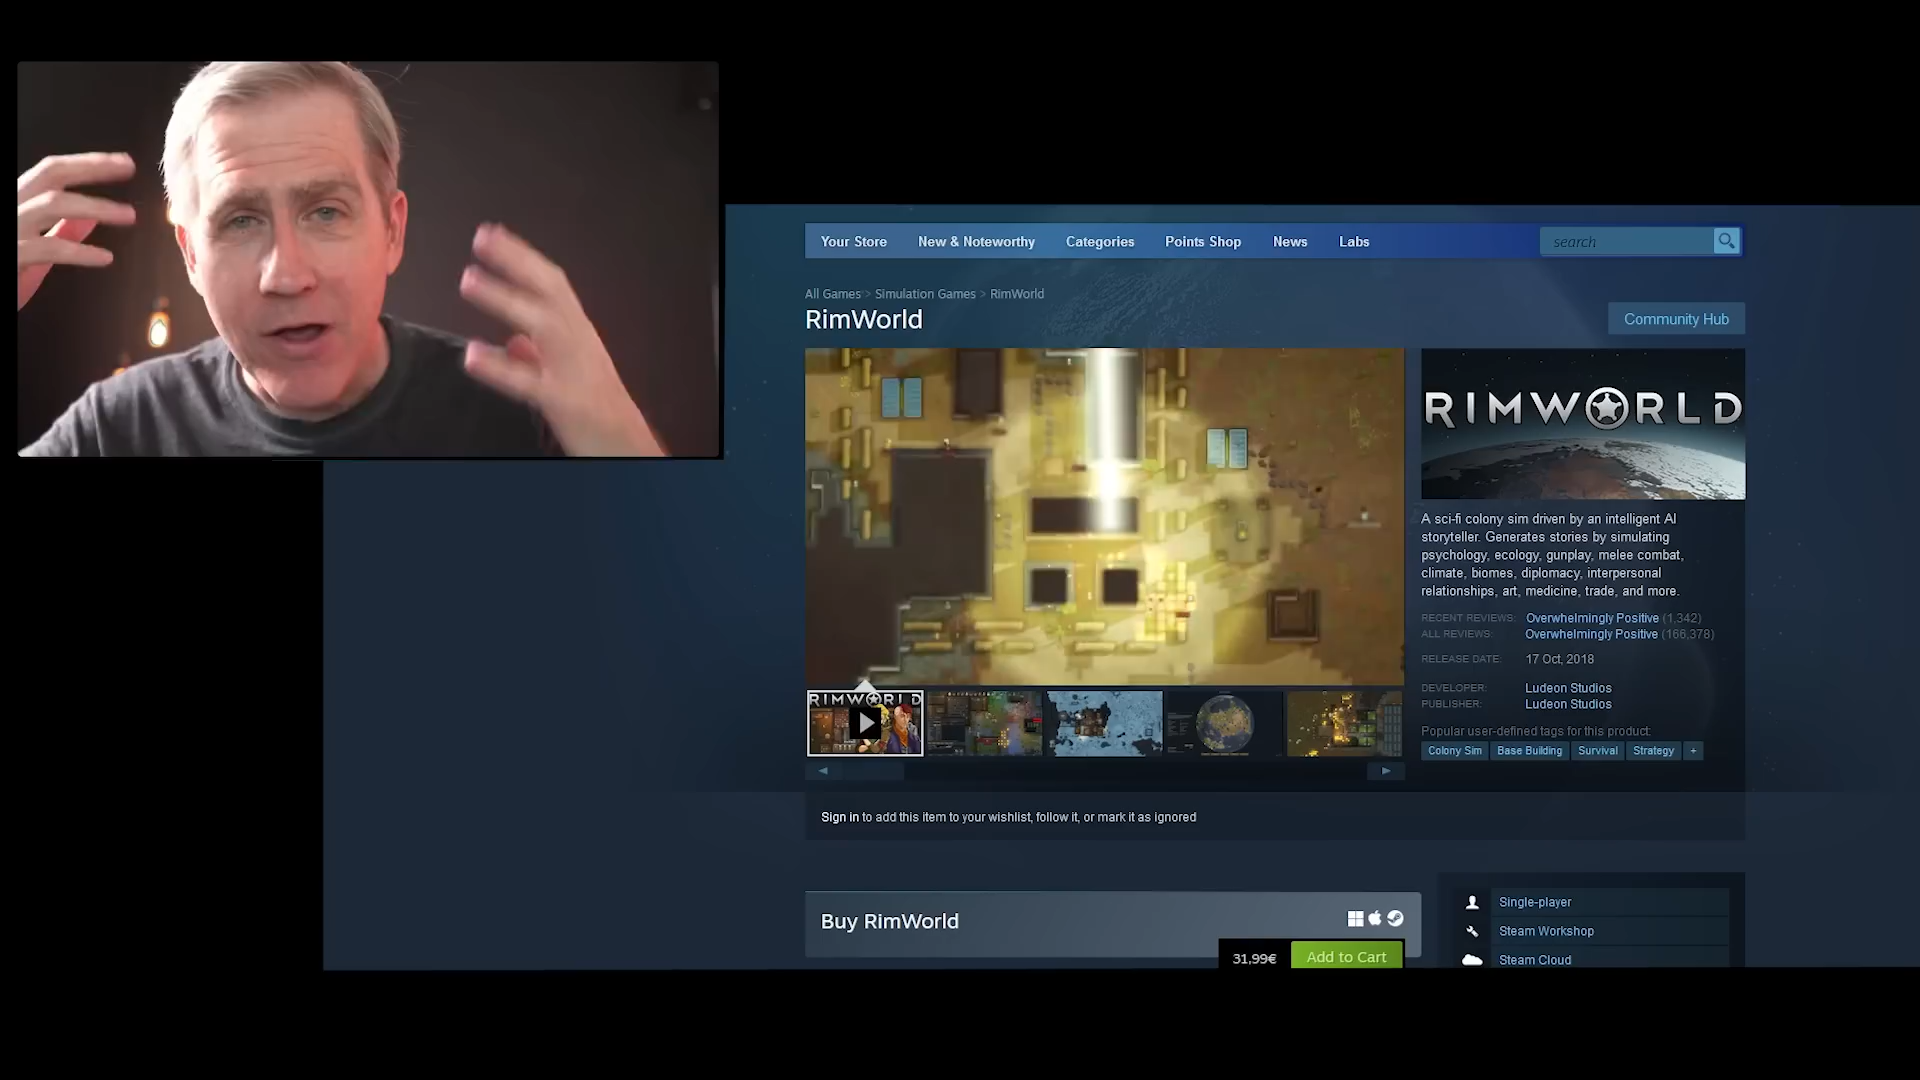 Your Store New & Noteworthy Categories Points Shop News Labs search
All Games > Simulation Games > RimWorld
RimWorld
Community Hub
RIMWORLD
A sci-fi colony sim driven by an intelligent AI
storyteller. Generates stories by simulating
psychology, ecology, gunplay, melee combat,
climate, biomes, diplomacy, interpersonal
relationships, art, medicine, trade, and more.
RECENT REVIEWS: Overwhelmingly Positive (1,342)
ALL REVIEWS: Overwhelmingly Positive (166,378)
RELEASE DATE: 17 Oct, 2018
DEVELOPER: Ludeon Studios
PUBLISHER: Ludeon Studios
Popular user-defined tags for this product:
Colony Sim Base Building Survival Strategy +
RIMWORLD
Sign in to add this item to your wishlist, follow it, or mark it as ignored
Buy RimWorld
31,99€ Add to Cart
Single-player
Steam Workshop
Steam Cloud